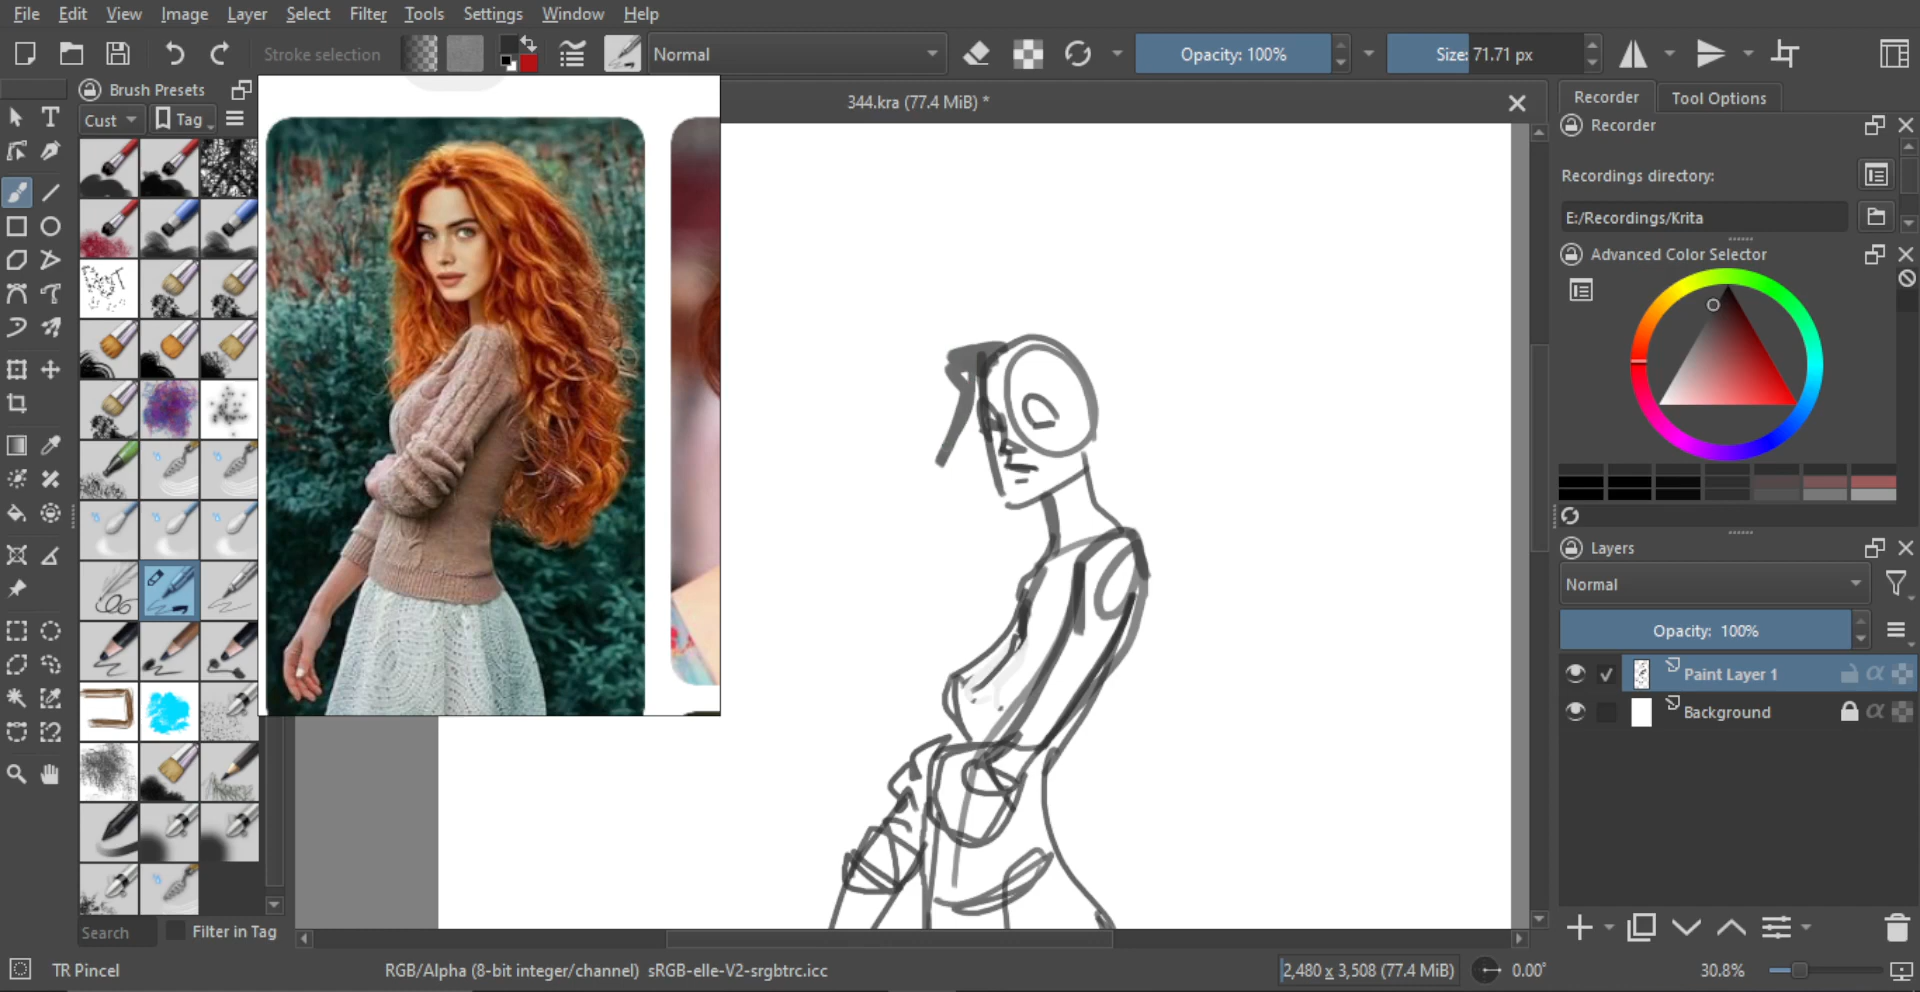 File Edit View Image Layer Select Filter Tools Settings Window Help
Stroke selection
Normal
Opacity: 100%
Size: 71.71 px
Brush Presets
344.kra (77.4 MiB) *
Recorder
Tool Options
Cust
Tag
Recorder
Recordings directory:
E:/Recordings/Krita
Advanced Color Selector
Layers
Normal
Opacity: 100%
Paint Layer 1
Background
Search
Filter in Tag
TR Pincel
RGB/Alpha (8-bit integer/channel) sRGB-elle-V2-srgbtrc.icc
2,480 x 3,508 (77.4 MiB)
0.00°
30.8%